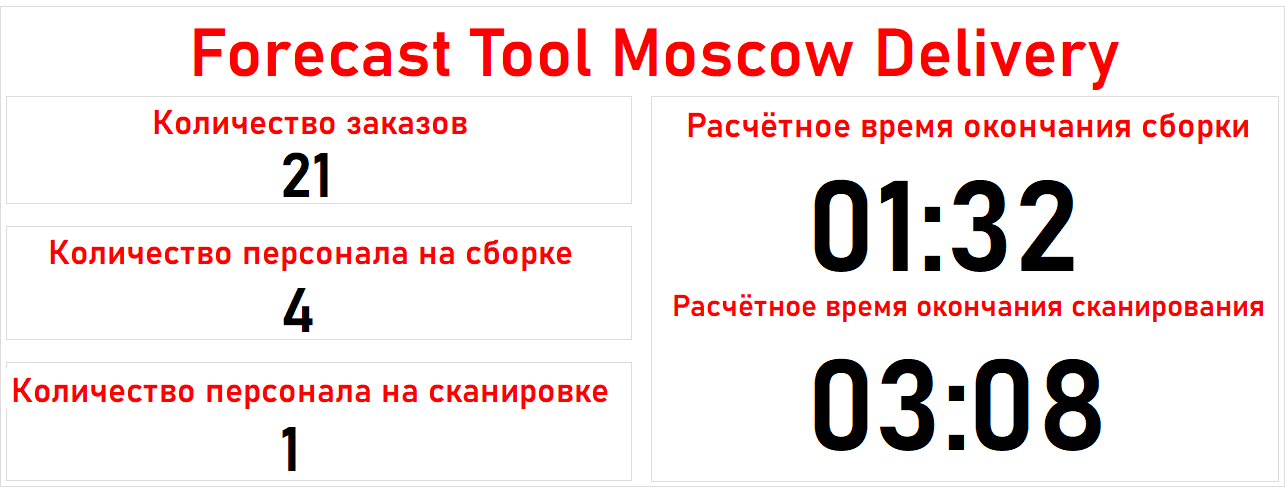 Forecast Tool Moscow Delivery
Количество заказов
21
Количество персонала на сборке
4
Количество персонала на сканировке
1
Расчётное время окончания сборки
01:32
Расчётное время окончания сканирования
03:08